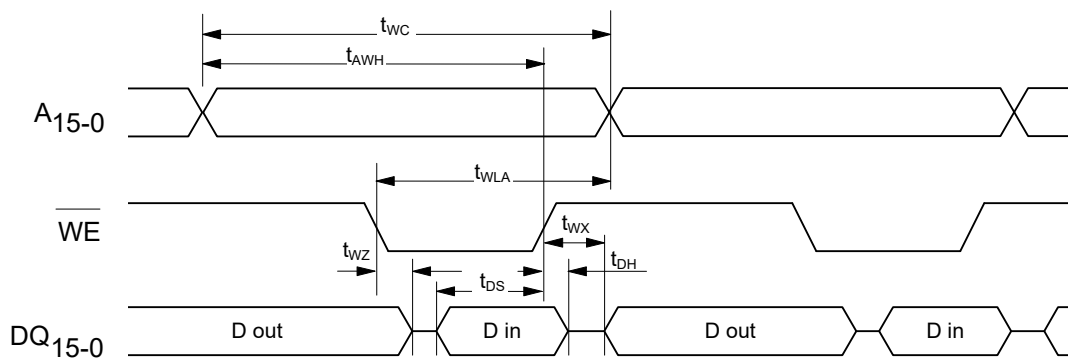 tWC
tAWH
A15-0
tWLA
WE
tWX
tWZ
tDH
tDS
DQ15-0
D out
D in
D out
D in